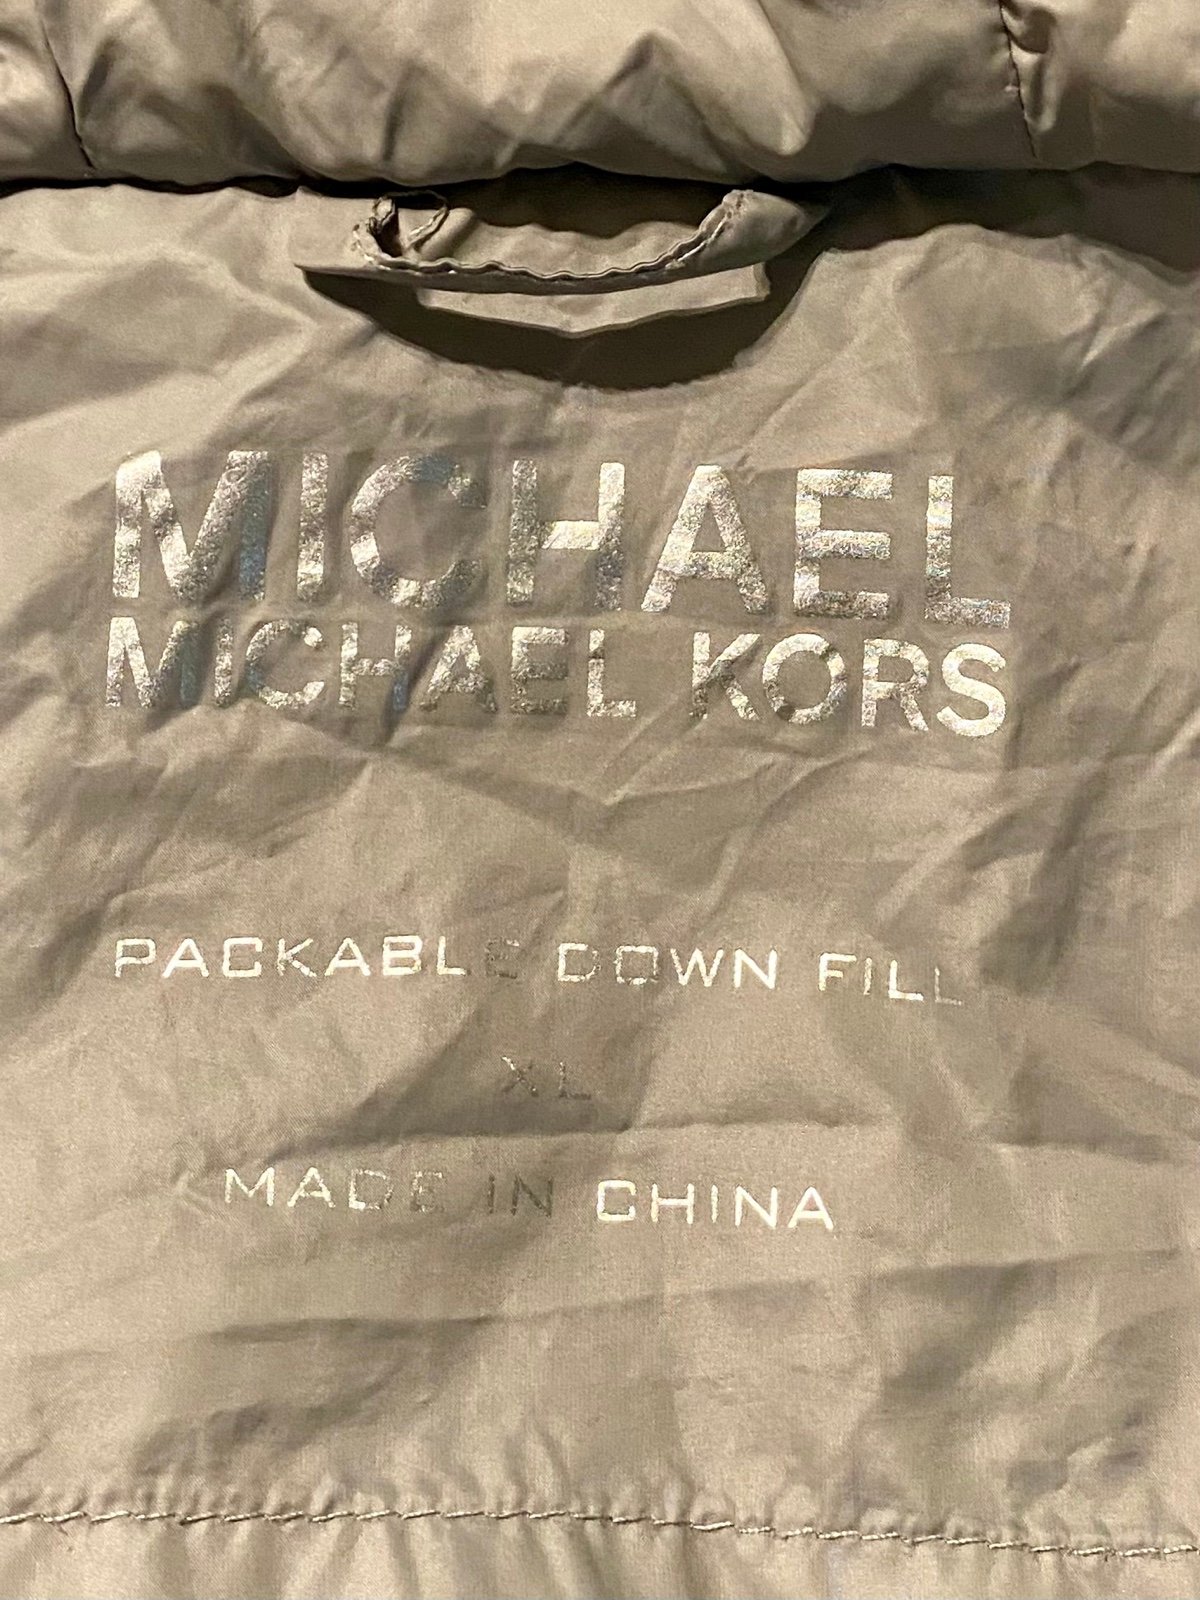 MICHAEL
MICHAEL KORS
PACKABLE DOWN FILL
XL
MADE IN CHINA